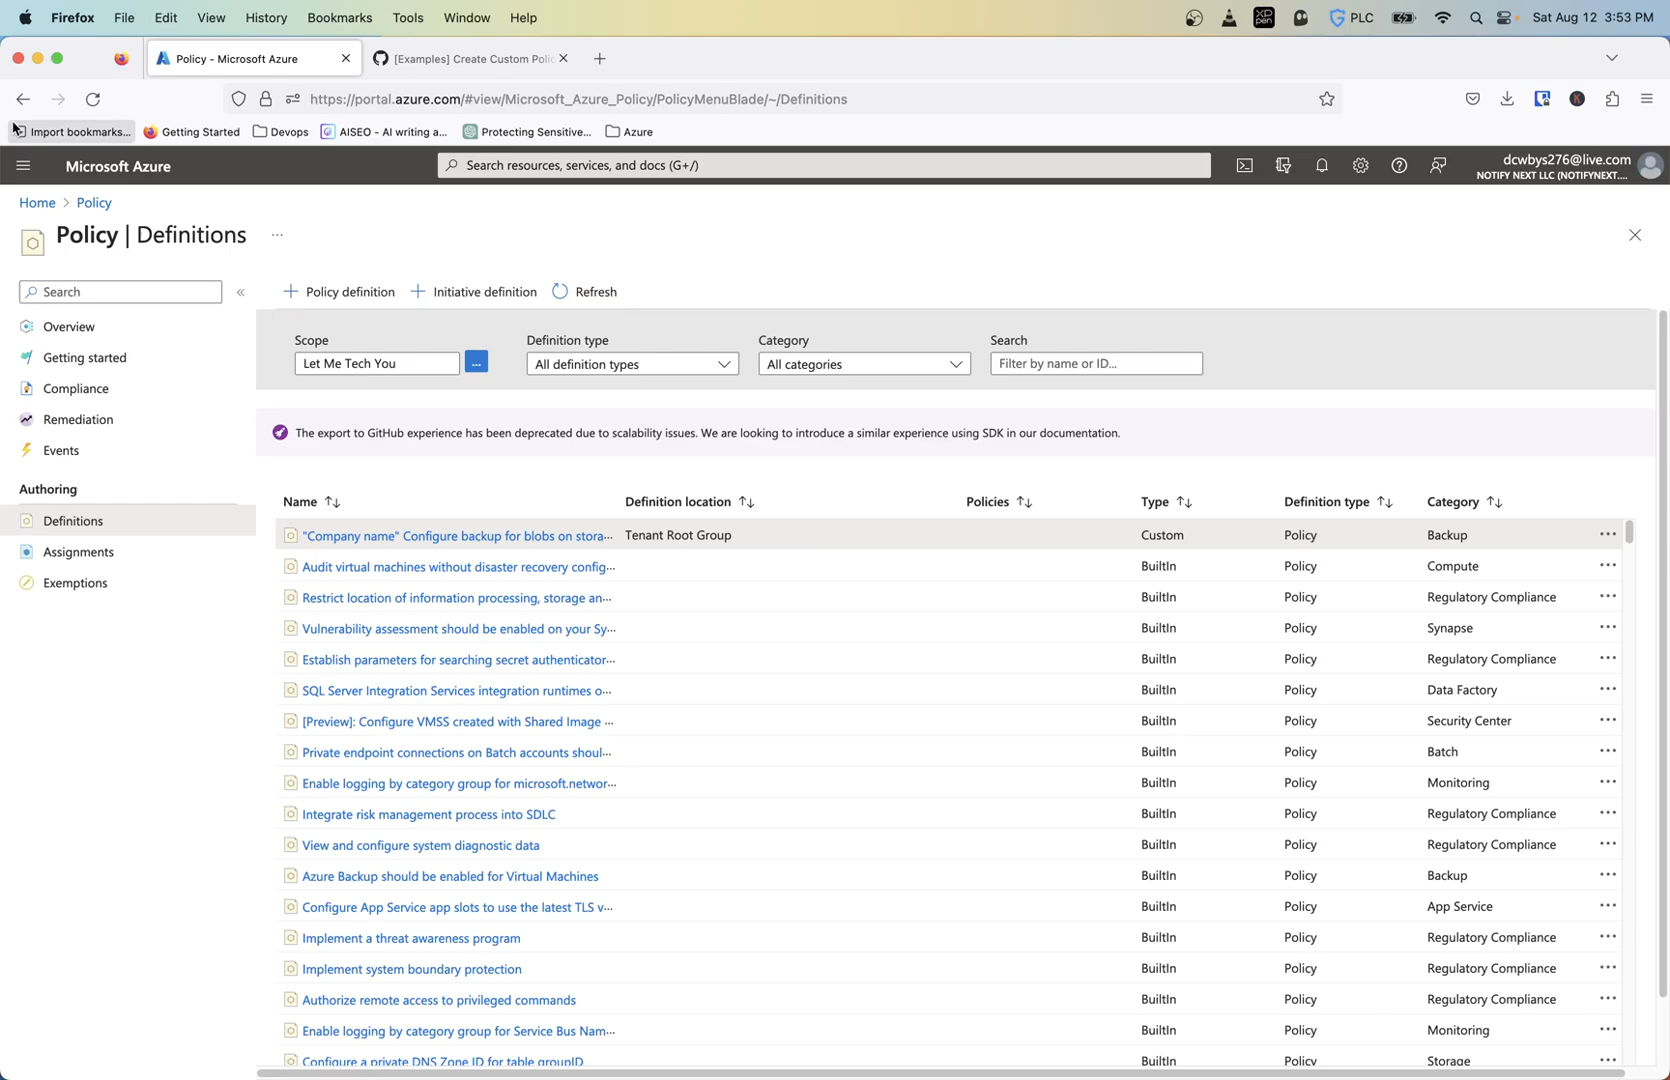 Firefox File Edit View History Bookmarks Tools Window Help PLC Sat Aug 12 3:53 PM
Policy - Microsoft Azure [Examples] Create Custom Polic
https://portal.azure.com/#view/Microsoft_Azure_Policy/PolicyMenuBlade/~/Definitions
Import bookmarks... Getting Started Devops AISEO - AI writing a... Protecting Sensitive... Azure
Microsoft Azure Search resources, services, and docs (G+/) dcwbys276@live.com
NOTIFY NEXT LLC (NOTIFYNEXT....
Home > Policy
Policy | Definitions ...
Search «
+ Policy definition + Initiative definition Refresh
Overview
Getting started
Compliance
Remediation
Events
Authoring
Definitions
Assignments
Exemptions
Scope Definition type Category Search
Let Me Tech You ... All definition types All categories Filter by name or ID...
The export to GitHub experience has been deprecated due to scalability issues. We are looking to introduce a similar experience using SDK in our documentation.
Name ↑↓ Definition location ↑↓ Policies ↑↓ Type ↑↓ Definition type ↑↓ Category ↑↓
"Company name" Configure backup for blobs on stora... Tenant Root Group Custom Policy Backup ...
Audit virtual machines without disaster recovery config... BuiltIn Policy Compute ...
Restrict location of information processing, storage an... BuiltIn Policy Regulatory Compliance ...
Vulnerability assessment should be enabled on your Sy... BuiltIn Policy Synapse ...
Establish parameters for searching secret authenticator... BuiltIn Policy Regulatory Compliance ...
SQL Server Integration Services integration runtimes o... BuiltIn Policy Data Factory ...
[Preview]: Configure VMSS created with Shared Image ... BuiltIn Policy Security Center ...
Private endpoint connections on Batch accounts shoul... BuiltIn Policy Batch ...
Enable logging by category group for microsoft.networ... BuiltIn Policy Monitoring ...
Integrate risk management process into SDLC BuiltIn Policy Regulatory Compliance ...
View and configure system diagnostic data BuiltIn Policy Regulatory Compliance ...
Azure Backup should be enabled for Virtual Machines BuiltIn Policy Backup ...
Configure App Service app slots to use the latest TLS v... BuiltIn Policy App Service ...
Implement a threat awareness program BuiltIn Policy Regulatory Compliance ...
Implement system boundary protection BuiltIn Policy Regulatory Compliance ...
Authorize remote access to privileged commands BuiltIn Policy Regulatory Compliance ...
Enable logging by category group for Service Bus Nam... BuiltIn Policy Monitoring ...
Configure a private DNS Zone ID for table groupID BuiltIn Policy Storage ...